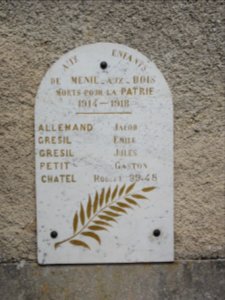 AUX ENFANTS
DE MENIL-AUX-BOIS
MORTS POUR LA PATRIE
1914-1918
ALLEMAND JACOB
GRESIL EMILE
GRESIL JULES
PETIT GASTON
CHATEL ROBERT 39-45